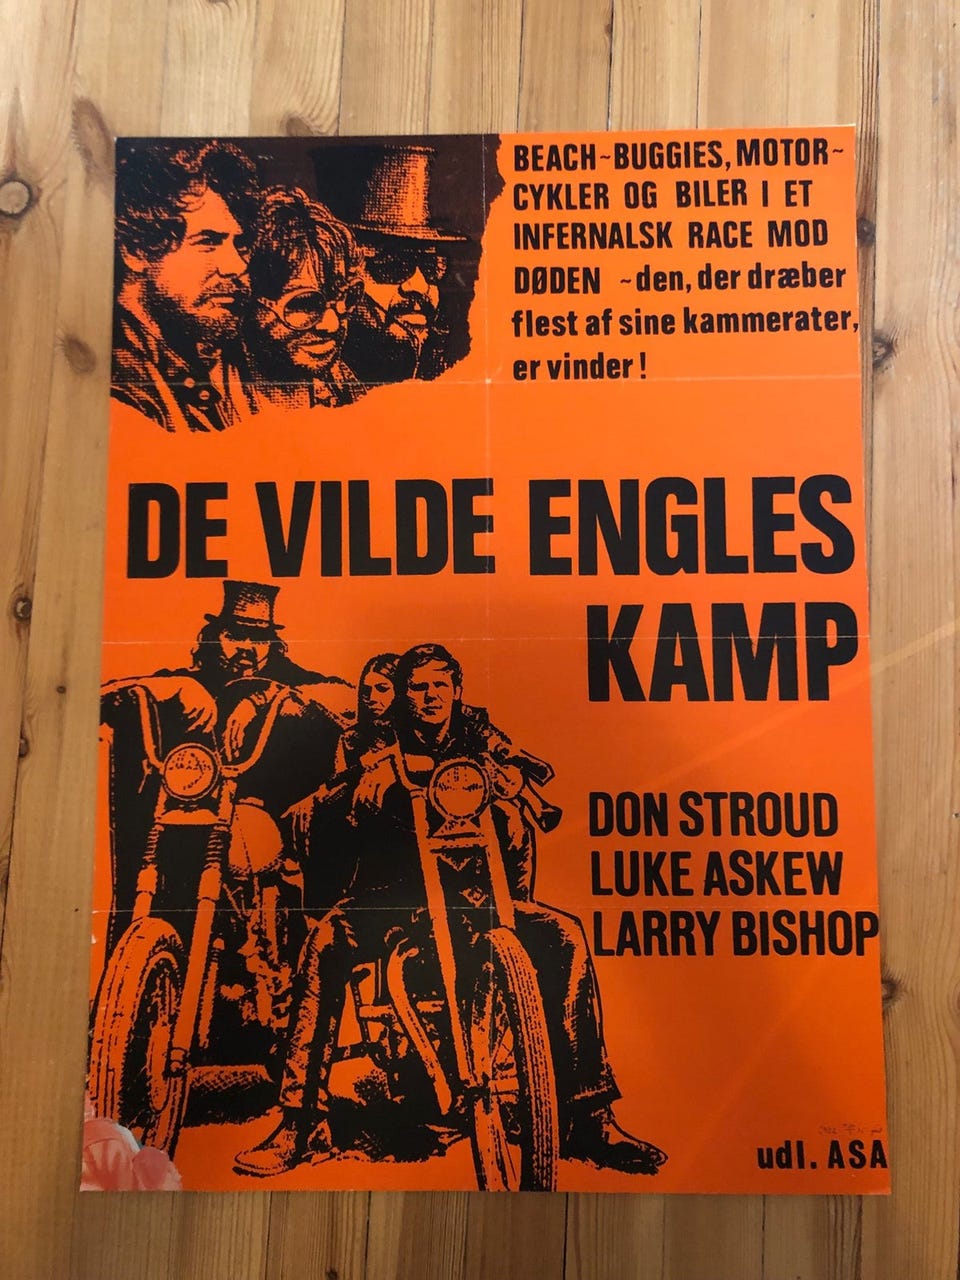 BEACH~BUGGIES, MOTOR~
CYKLER OG BILER I ET
INFERNALSK RACE MOD
DØDEN ~den, der dræber
flest af sine kammerater,
er vinder!
DE VILDE ENGLES
KAMP
DON STROUD
LUKE ASKEW
LARRY BISHOP
udl. ASA